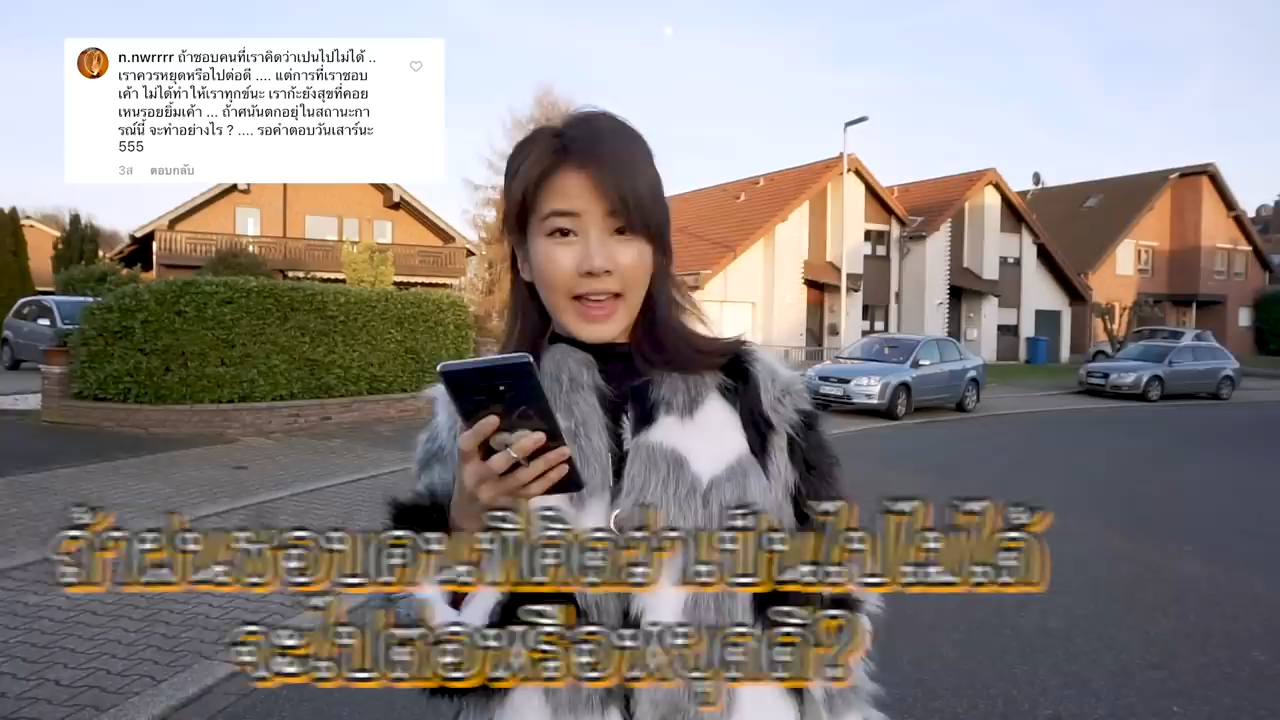 n.nwrrrr ถ้าชอบคนที่เราคิดว่าเปนไปไม่ได้ ..
เราควรหยุดหรือไปต่อดี .... แต่การที่เราชอบ
เค้า ไม่ได้ทำให้เราทุกข์นะ เราก้ะยังสุขที่คอย
เหนรอยยิ้มเค้า ... ถ้าศนันตกอยุ่ในสถานะกา
รณ์นี้ จะทำอย่างไร ? .... รอคำตอบวันเสาร์นะ
555
3ส ตอบกลับ
ถ้าฝนชอบคนที่คิดว่าเป็นไปไม่ได้
จะไปต่อหรือหยุดดี?